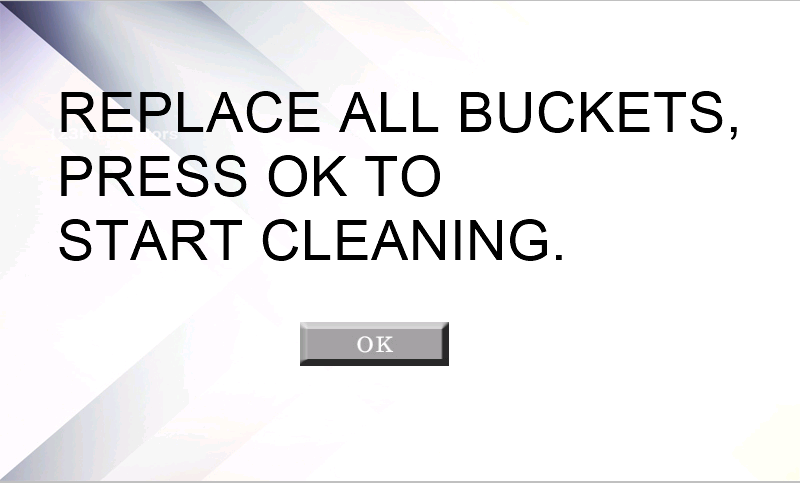 REPLACE ALL BUCKETS,
PRESS OK TO
START CLEANING.
OK